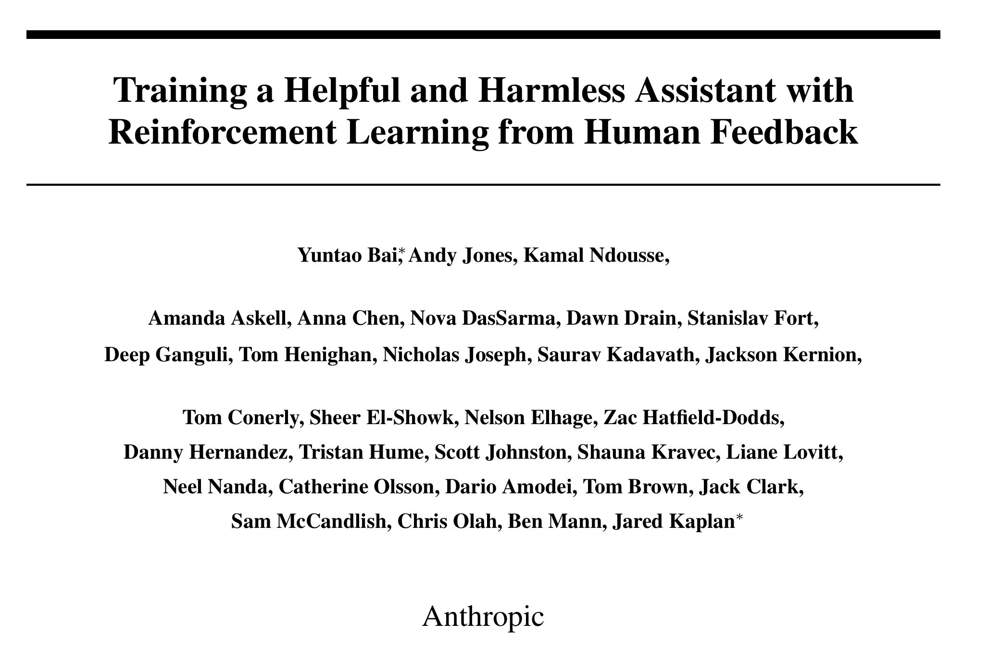 Training a Helpful and Harmless Assistant with
Reinforcement Learning from Human Feedback
Yuntao Bai,* Andy Jones, Kamal Ndousse,
Amanda Askell, Anna Chen, Nova DasSarma, Dawn Drain, Stanislav Fort,
Deep Ganguli, Tom Henighan, Nicholas Joseph, Saurav Kadavath, Jackson Kernion,
Tom Conerly, Sheer El-Showk, Nelson Elhage, Zac Hatfield-Dodds,
Danny Hernandez, Tristan Hume, Scott Johnston, Shauna Kravec, Liane Lovitt,
Neel Nanda, Catherine Olsson, Dario Amodei, Tom Brown, Jack Clark,
Sam McCandlish, Chris Olah, Ben Mann, Jared Kaplan*
Anthropic